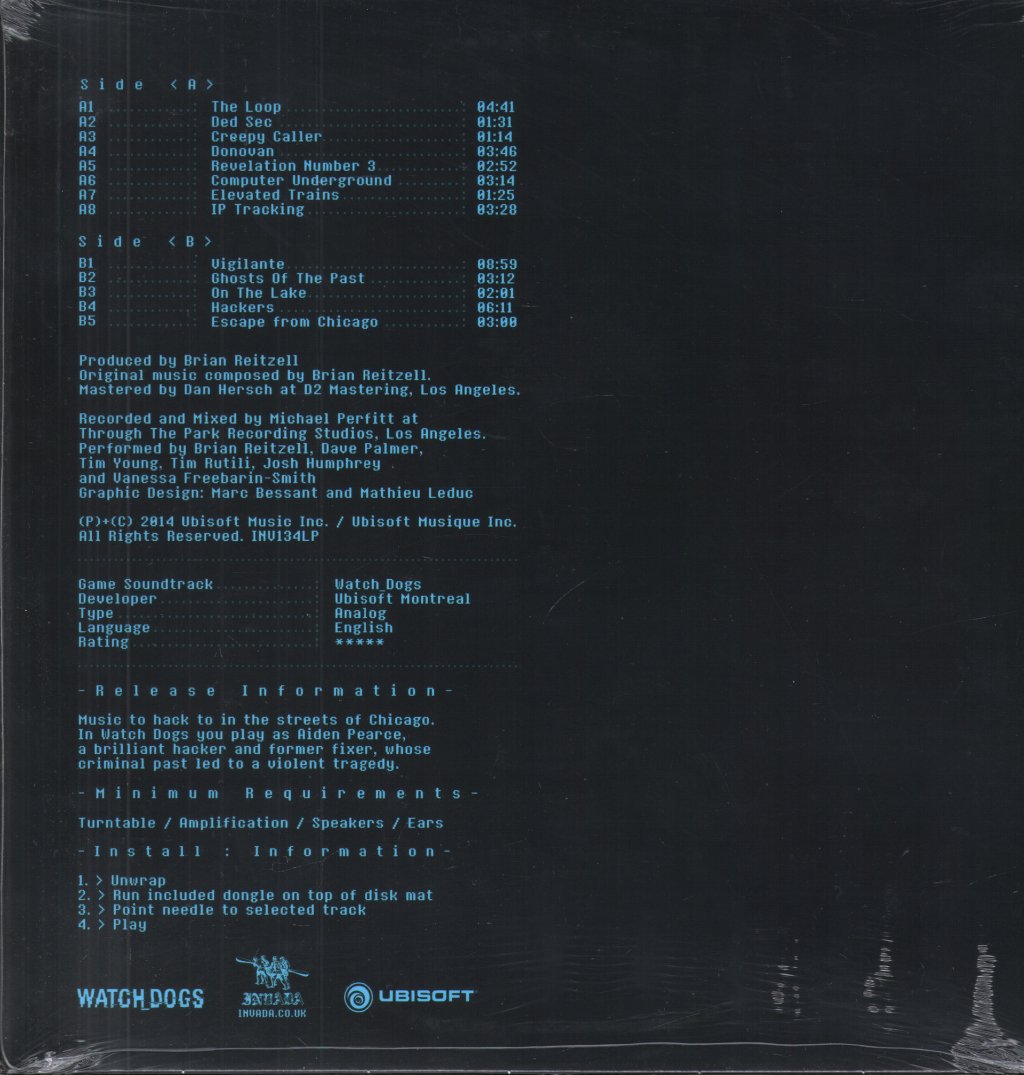 Side <A>
A1 The Loop 04:41
A2 Ded Sec 01:31
A3 Creepy Caller 01:14
A4 Donovan 03:46
A5 Revelation Number 3 02:52
A6 Computer Underground 03:14
A7 Elevated Trains 01:25
A8 IP Tracking 03:28
Side <B>
B1 Vigilante 08:59
B2 Ghosts Of The Past 03:12
B3 On The Lake 02:01
B4 Hackers 06:11
B5 Escape from Chicago 03:00
Produced by Brian Reitzell
Original music composed by Brian Reitzell.
Mastered by Dan Hersch at D2 Mastering, Los Angeles.
Recorded and Mixed by Michael Perfitt at
Through The Park Recording Studios, Los Angeles.
Performed by Brian Reitzell, Dave Palmer,
Tim Young, Tim Rutili, Josh Humphrey
and Vanessa Freebarin-Smith
Graphic Design: Marc Bessant and Mathieu Leduc
(P)+(C) 2014 Ubisoft Music Inc. / Ubisoft Musique Inc.
All Rights Reserved. INV134LP
Game Soundtrack : Watch_Dogs
Developer : Ubisoft Montreal
Type : Analog
Language : English
Rating : *****
-Release Information-
Music to hack to in the streets of Chicago.
In Watch Dogs you play as Aiden Pearce,
a brilliant hacker and former fixer, whose
criminal past led to a violent tragedy.
-Minimum Requirements-
Turntable / Amplification / Speakers / Ears
-Install : Information-
1. > Unwrap
2. > Run included dongle on top of disk mat
3. > Point needle to selected track
4. > Play
WATCH_DOGS
INVADA
INVADA.CO.UK
UBISOFT